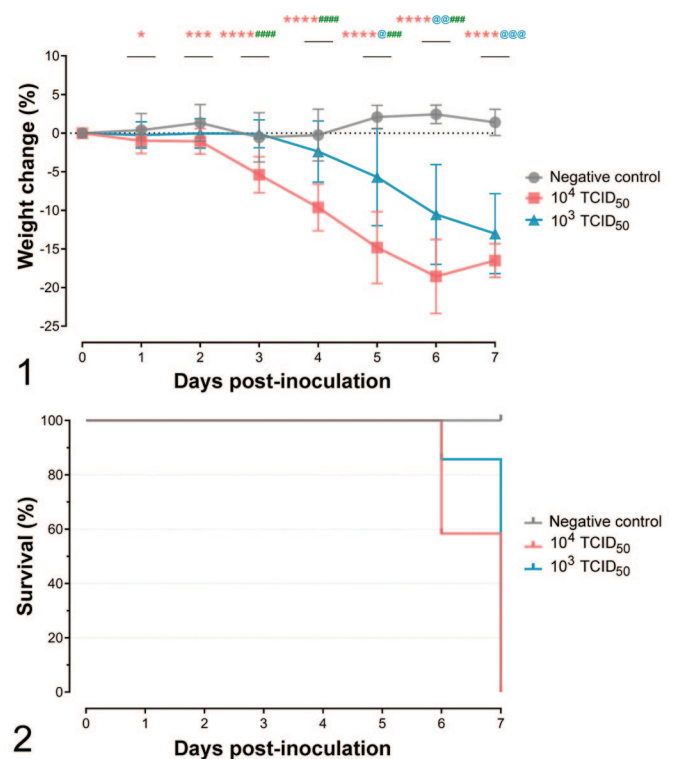 ****####
****@@###
*
***
****####
****@###
****@@@
10
5
0
-5
-10
-15
-20
-25
Weight change (%)
Negative control
10⁴ TCID₅₀
10³ TCID₅₀
0 1 2 3 4 5 6 7
Days post-inoculation
1
100
80
60
40
20
0
Survival (%)
Negative control
10⁴ TCID₅₀
10³ TCID₅₀
0 1 2 3 4 5 6 7
Days post-inoculation
2